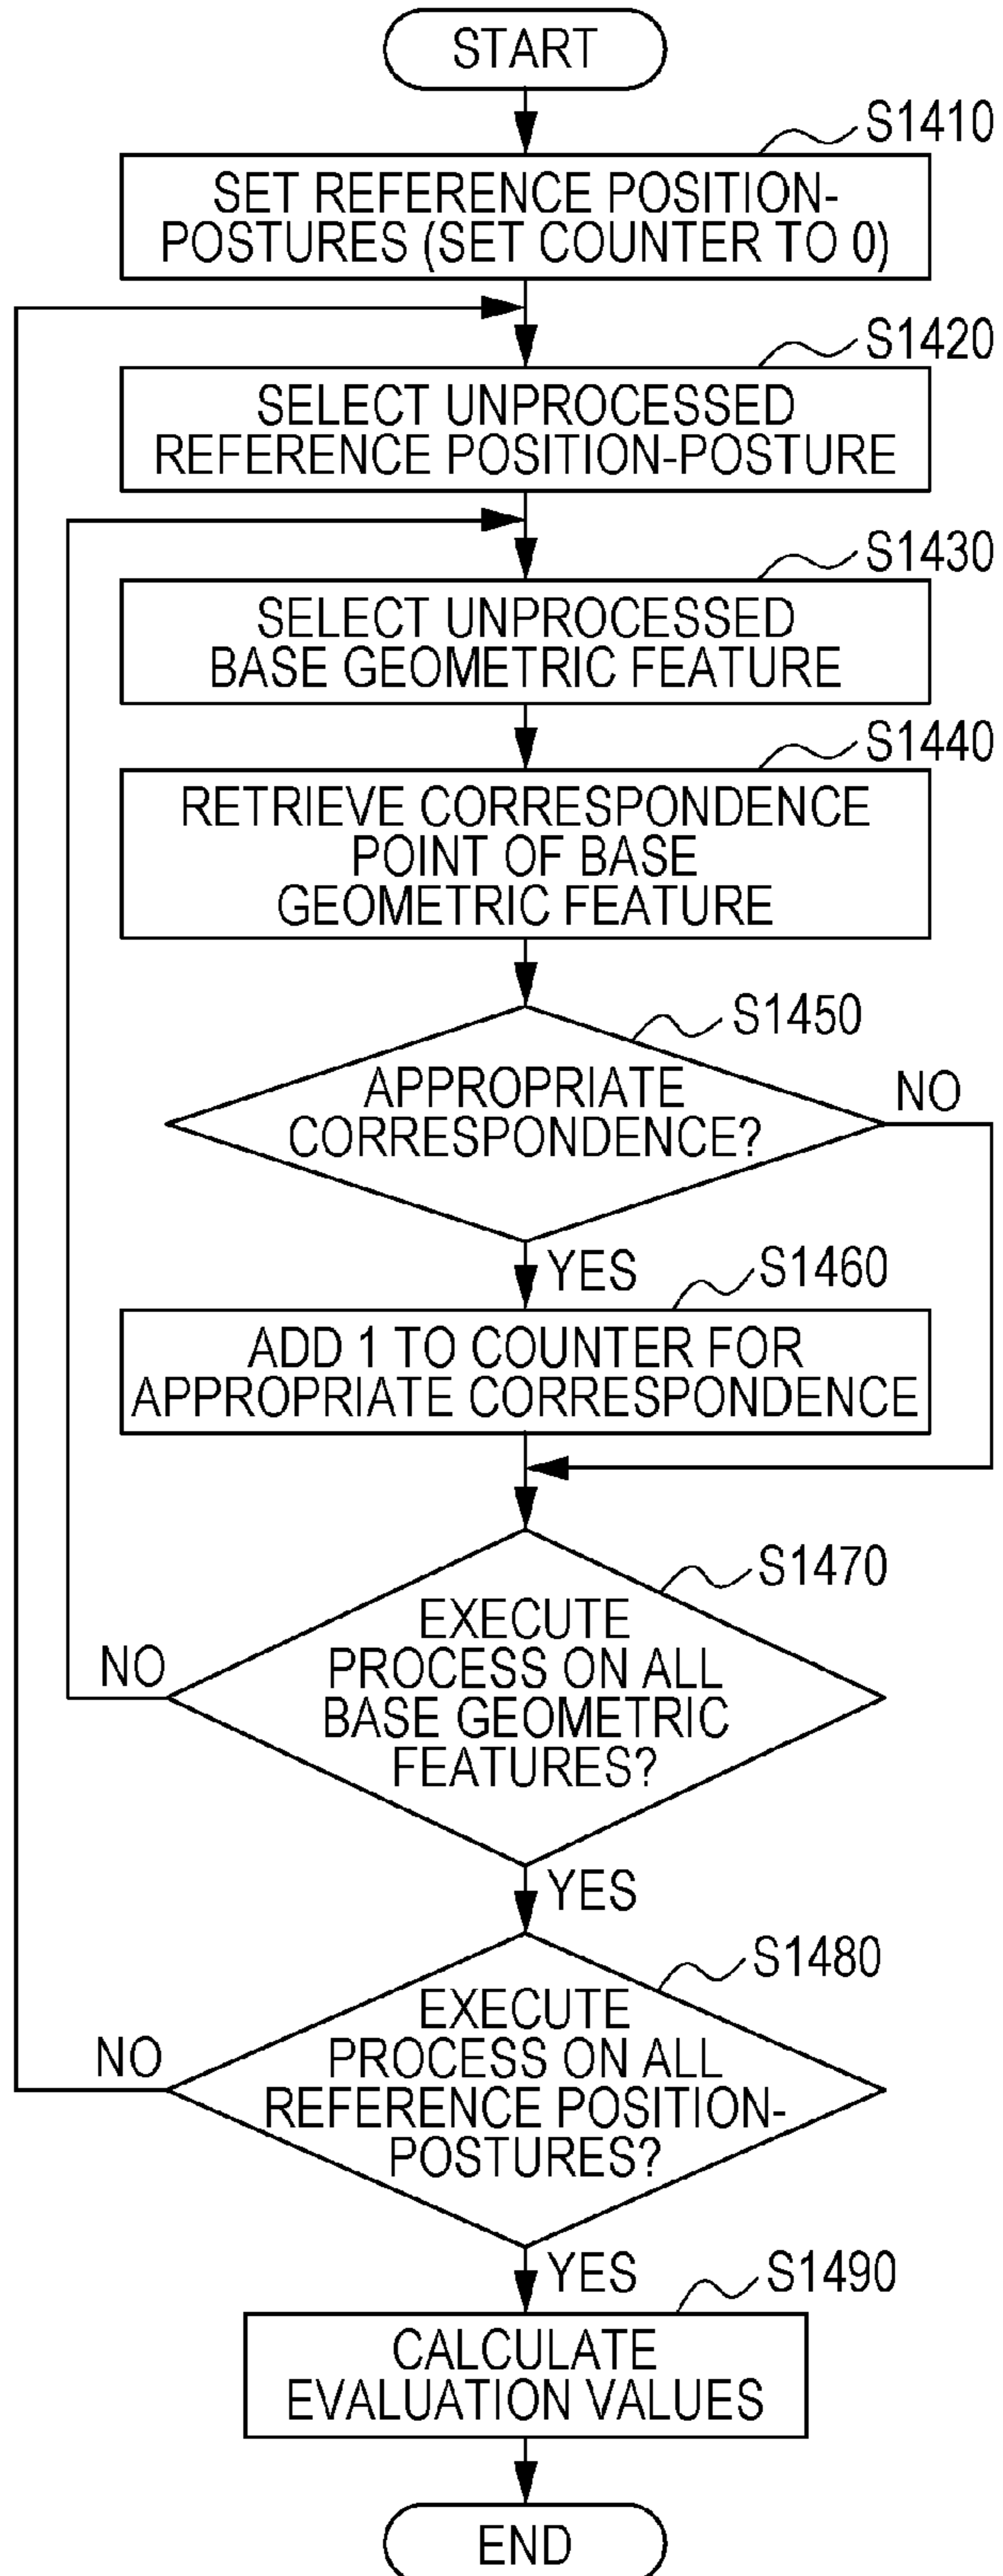 START
S1410
SET REFERENCE POSITION-
POSTURES (SET COUNTER TO 0)
S1420
SELECT UNPROCESSED
REFERENCE POSITION-POSTURE
S1430
SELECT UNPROCESSED
BASE GEOMETRIC FEATURE
S1440
RETRIEVE CORRESPONDENCE
POINT OF BASE
GEOMETRIC FEATURE
S1450
APPROPRIATE
CORRESPONDENCE?
NO
YES
S1460
ADD 1 TO COUNTER FOR
APPROPRIATE CORRESPONDENCE
S1470
EXECUTE
PROCESS ON ALL
BASE GEOMETRIC
FEATURES?
NO
YES
S1480
EXECUTE
PROCESS ON ALL
REFERENCE POSITION-
POSTURES?
NO
YES
S1490
CALCULATE
EVALUATION VALUES
END